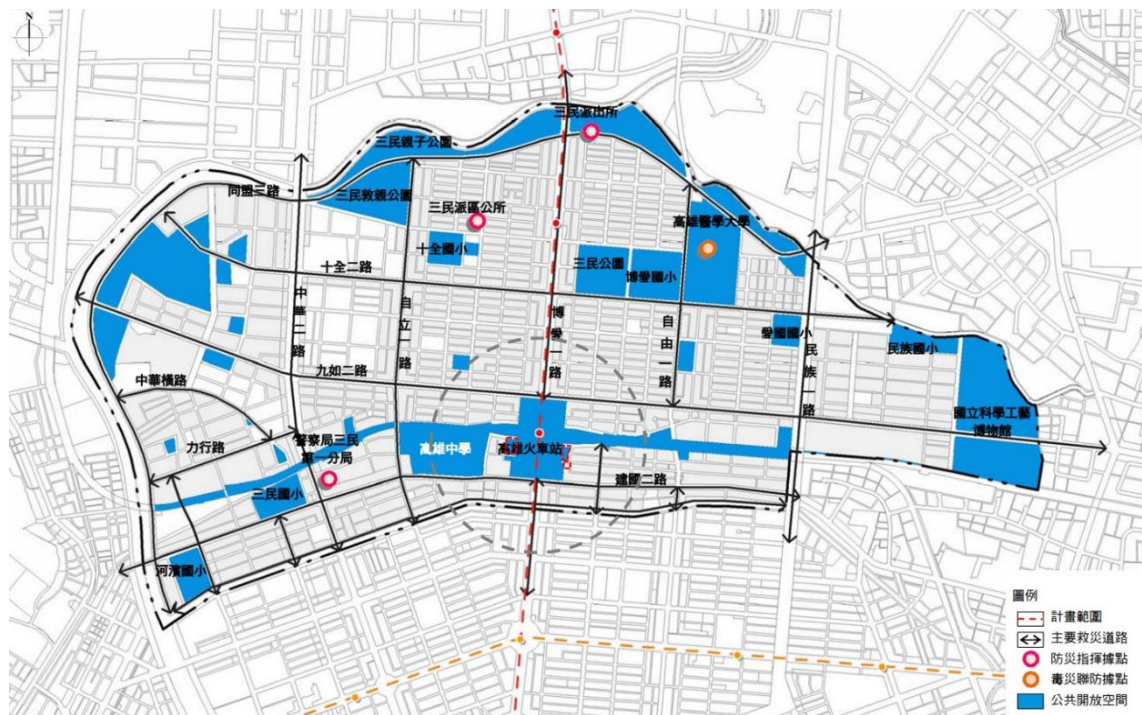 N
三民派出所
三民親子公園
同盟三路
三民敦親公園
三民派區公所
高雄醫學大學
十全國小
三民公園
博愛國小
十全二路
中華二路
自立一路
博愛一路
自由一路
民族一路
愛國國小
民族國小
九如二路
中華橫路
國立科學工藝
博物館
力行路
警察局三民
第一分局
高雄中學
高雄火車站
建國二路
三民國小
河濱國小
圖例
計畫範圍
主要救災道路
防災指揮據點
毒災聯防據點
公共開放空間